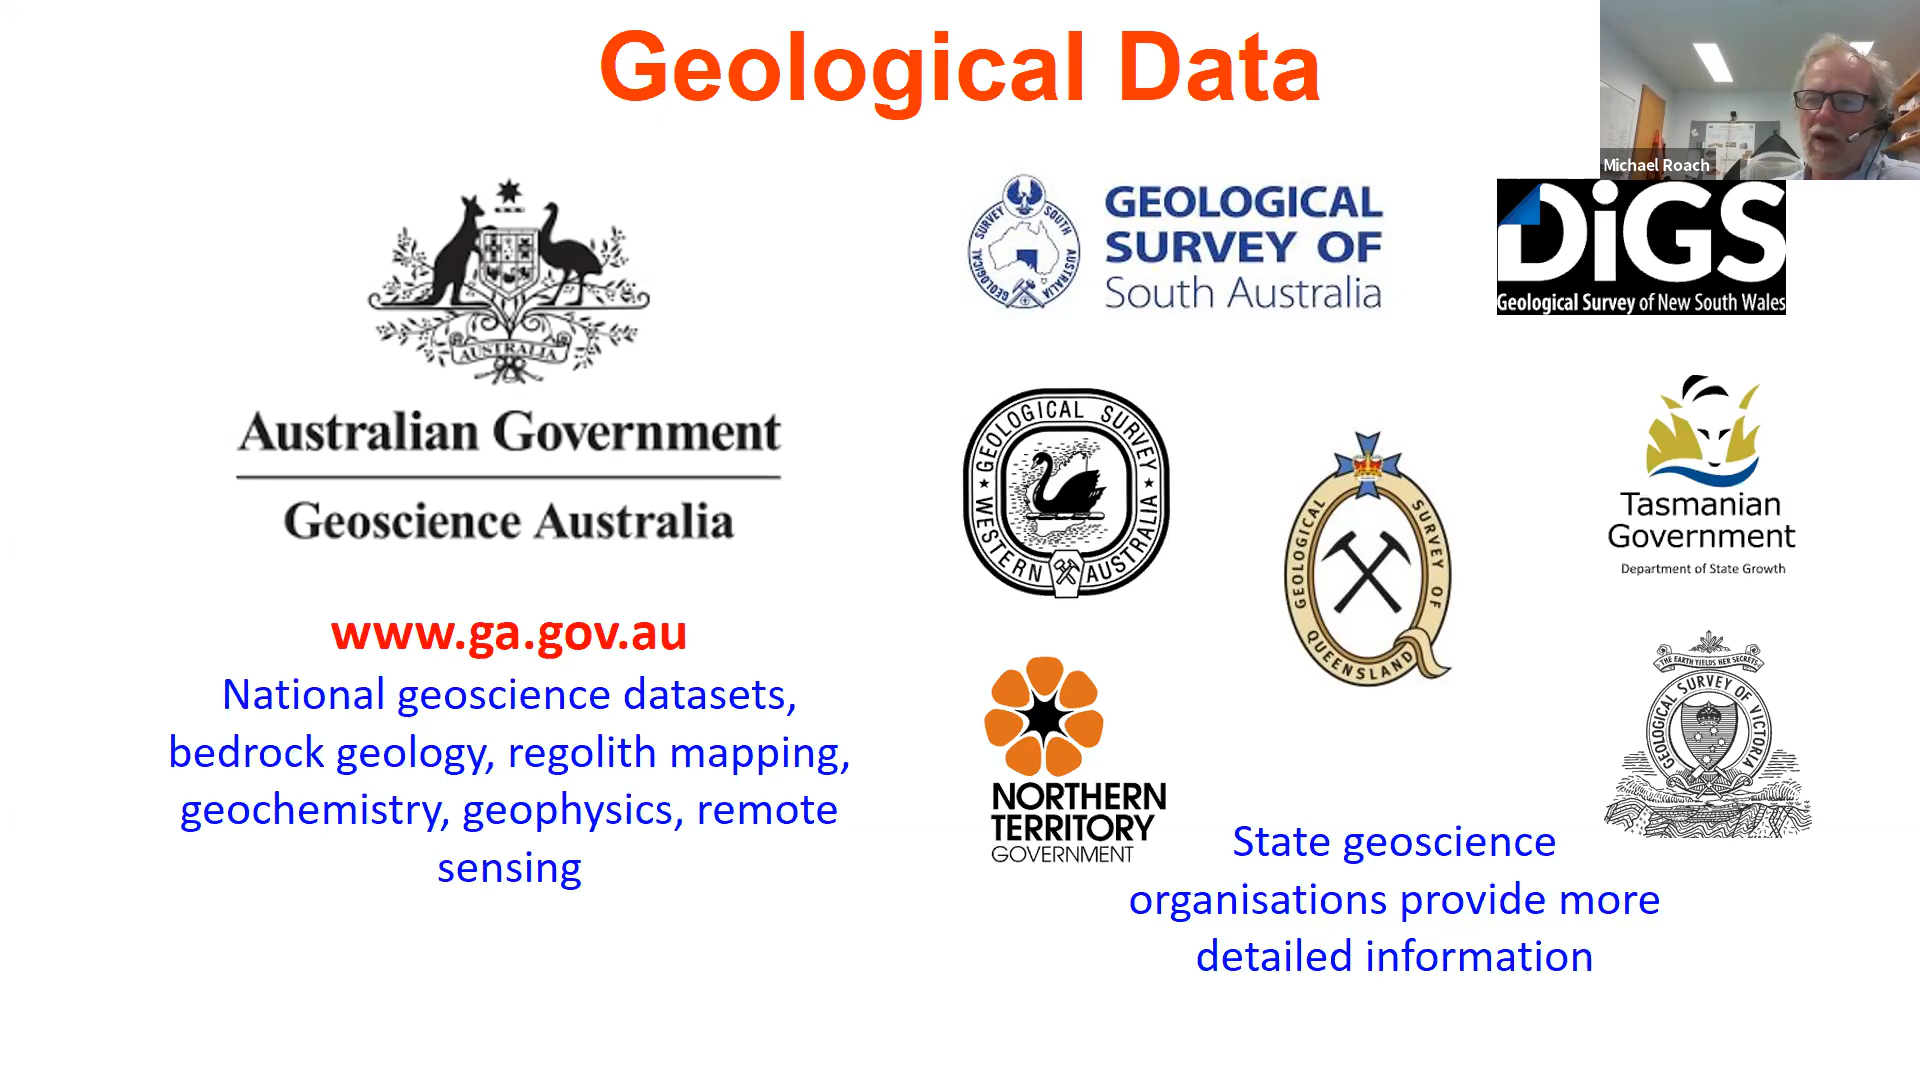 Geological Data
Michael Roach
AUSTRALIA
Australian Government
Geoscience Australia
www.ga.gov.au
National geoscience datasets,
bedrock geology, regolith mapping,
geochemistry, geophysics, remote
sensing
GEOLOGICAL SURVEY SOUTH AUSTRALIA
GEOLOGICAL
SURVEY OF
South Australia
DiGS
Geological Survey of New South Wales
GEOLOGICAL SURVEY
WESTERN AUSTRALIA
GEOLOGICAL SURVEY OF
QUEENSLAND
Tasmanian
Government
Department of State Growth
NORTHERN
TERRITORY
GOVERNMENT
THE EARTH YIELDS HER SECRETS
GEOLOGICAL SURVEY OF VICTORIA
State geoscience
organisations provide more
detailed information